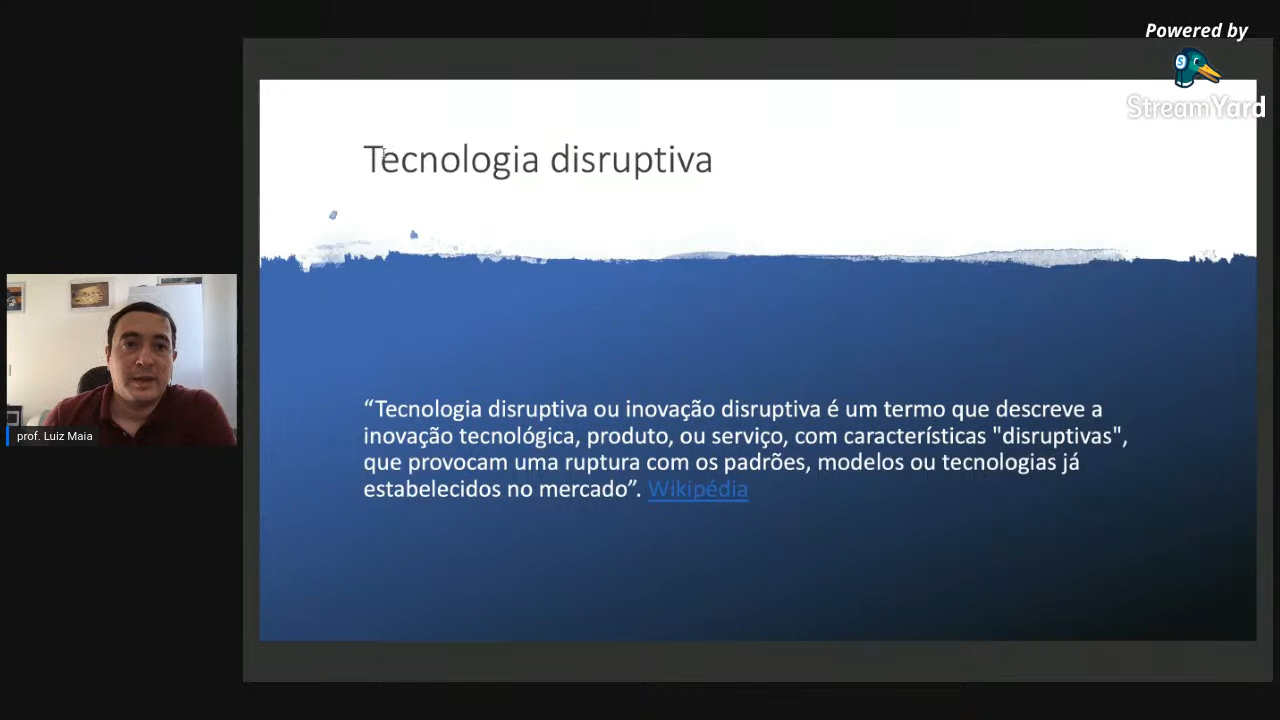 Powered by
StreamYard
Tecnologia disruptiva
“Tecnologia disruptiva ou inovação disruptiva é um termo que descreve a
inovação tecnológica, produto, ou serviço, com características "disruptivas",
que provocam uma ruptura com os padrões, modelos ou tecnologias já
estabelecidos no mercado”. Wikipédia
prof. Luiz Maia